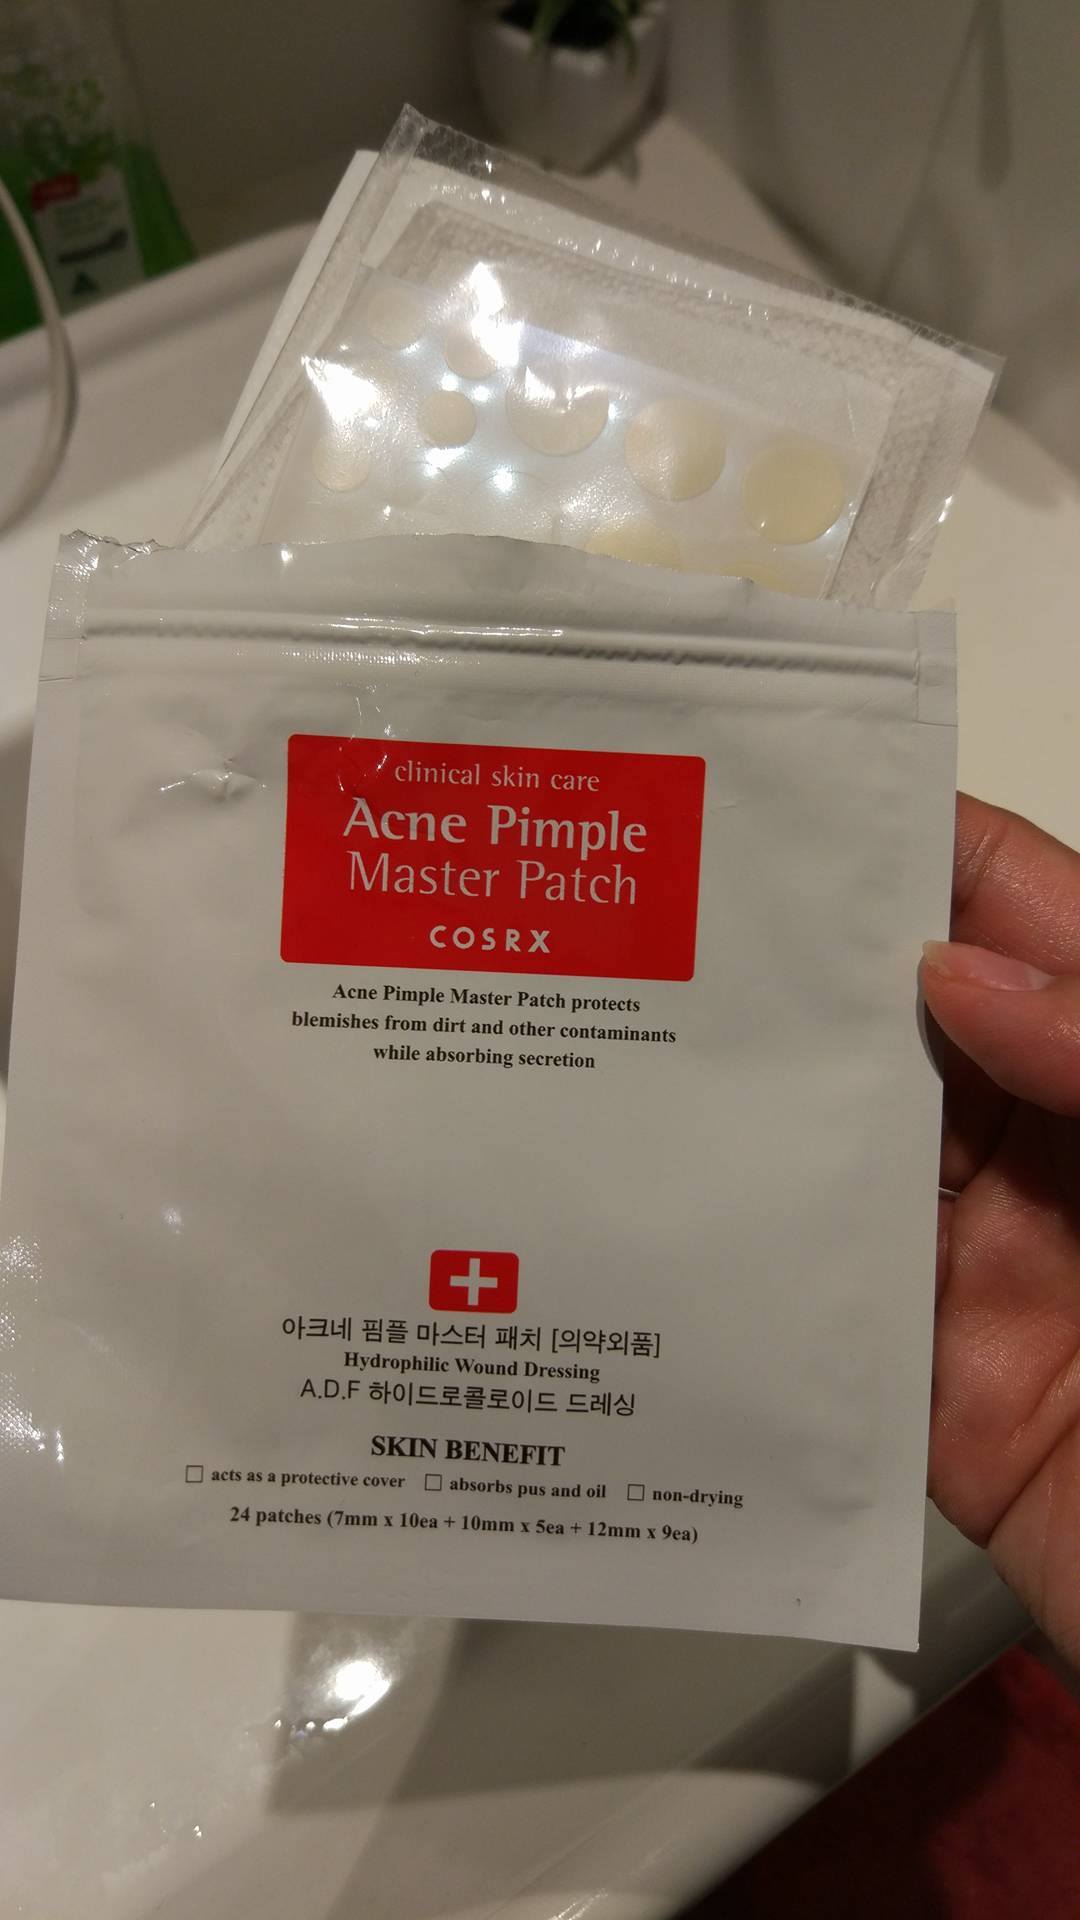 clinical skin care
Acne Pimple
Master Patch
COSRX
Acne Pimple Master Patch protects
blemishes from dirt and other contaminants
while absorbing secretion
아크네 핌플 마스터 패치 [의약외품]
Hydrophilic Wound Dressing
A.D.F 하이드로콜로이드 드레싱
SKIN BENEFIT
☐ acts as a protective cover ☐ absorbs pus and oil ☐ non-drying
24 patches (7mm x 10ea + 10mm x 5ea + 12mm x 9ea)